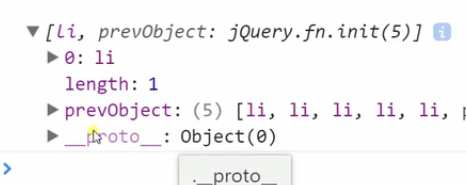 ▼[li, prevObject: jQuery.fn.init(5)] i
▶0: li
length: 1
▶prevObject: (5) [li, li, li, li, li,
▶__proto__: Object(0)
>
.__proto__